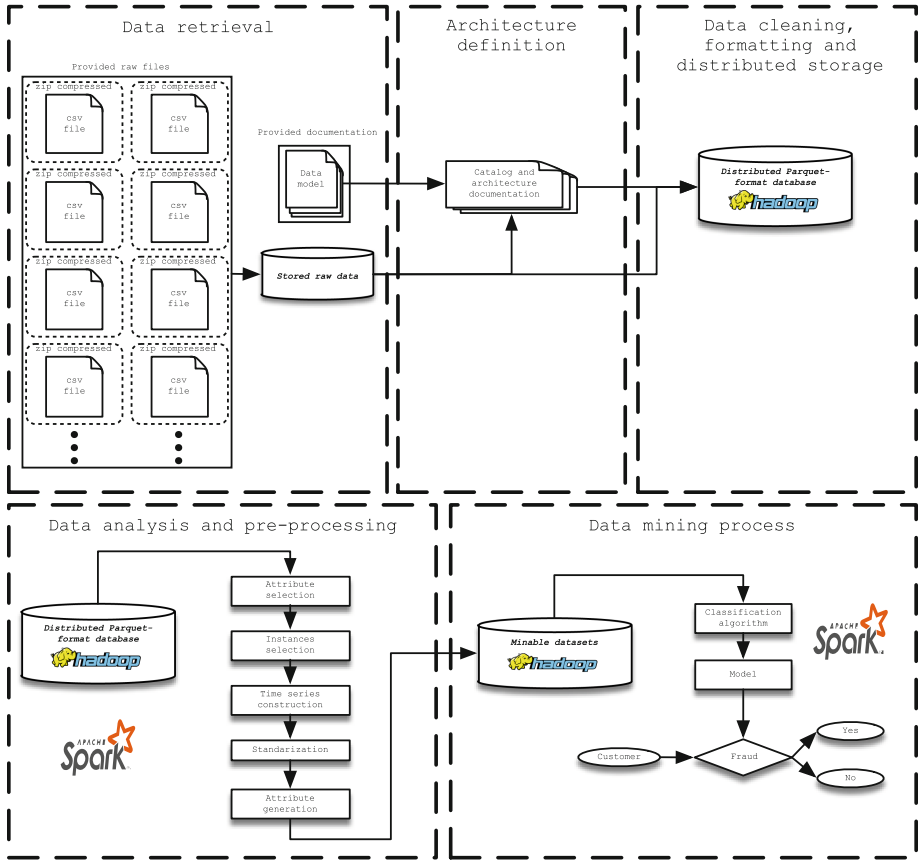 Data retrieval
Provided raw files
zip compressed
csv
file
zip compressed
csv
file
zip compressed
csv
file
zip compressed
csv
file
zip compressed
csv
file
zip compressed
csv
file
zip compressed
csv
file
zip compressed
csv
file
Provided documentation
Data
model
Stored raw data
Architecture
definition
Catalog and
architecture
documentation
Data cleaning,
formatting and
distributed storage
Distributed Parquet-
format database
hadoop
Data analysis and pre-processing
Distributed Parquet-
format database
hadoop
APACHE
Spark
Attribute
selection
Instances
selection
Time series
construction
Standarization
Attribute
generation
Data mining process
Minable datasets
hadoop
Classification
algorithm
Model
APACHE
Spark
Customer
Fraud
Yes
No